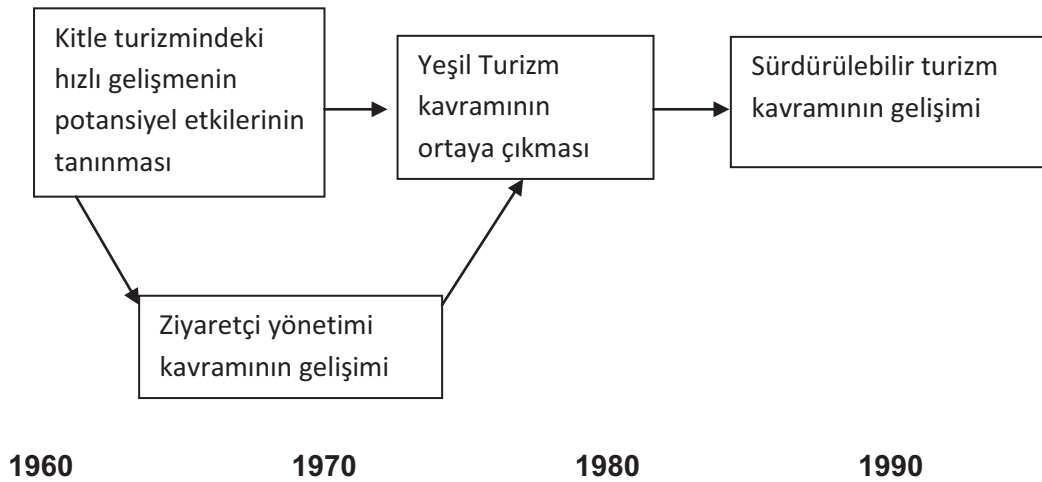 Kitle turizmindeki
hızlı gelişmenin
potansiyel etkilerinin
tanınması
Yeşil Turizm
kavramının
ortaya çıkması
Sürdürülebilir turizm
kavramının gelişimi
Ziyaretçi yönetimi
kavramının gelişimi
1960 1970 1980 1990